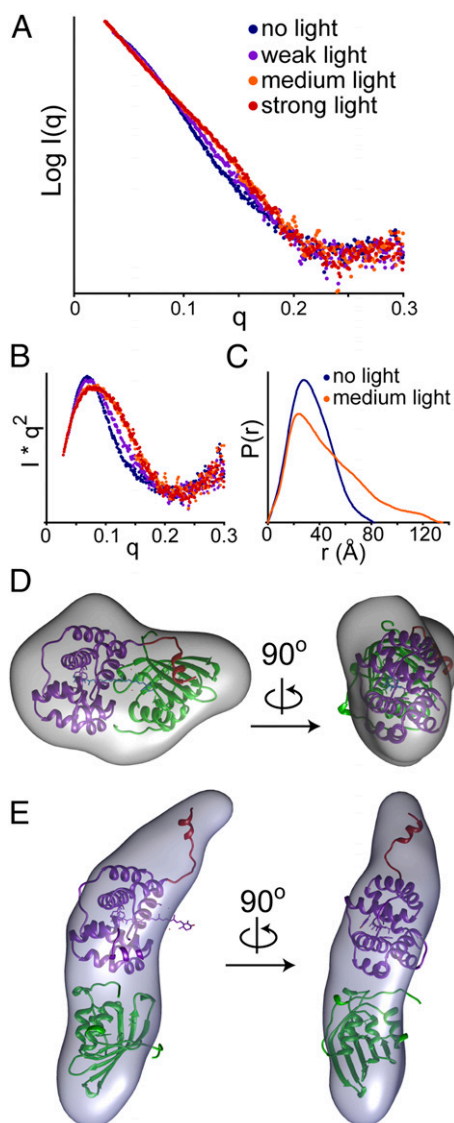 A
no light
weak light
medium light
strong light
Log I(q)
0 0.1 0.2 0.3
q
B
I * q²
0 0.1 0.2 0.3
q
C
no light
medium light
P(r)
0 40 80 120
r (Å)
D
90º
E
90º